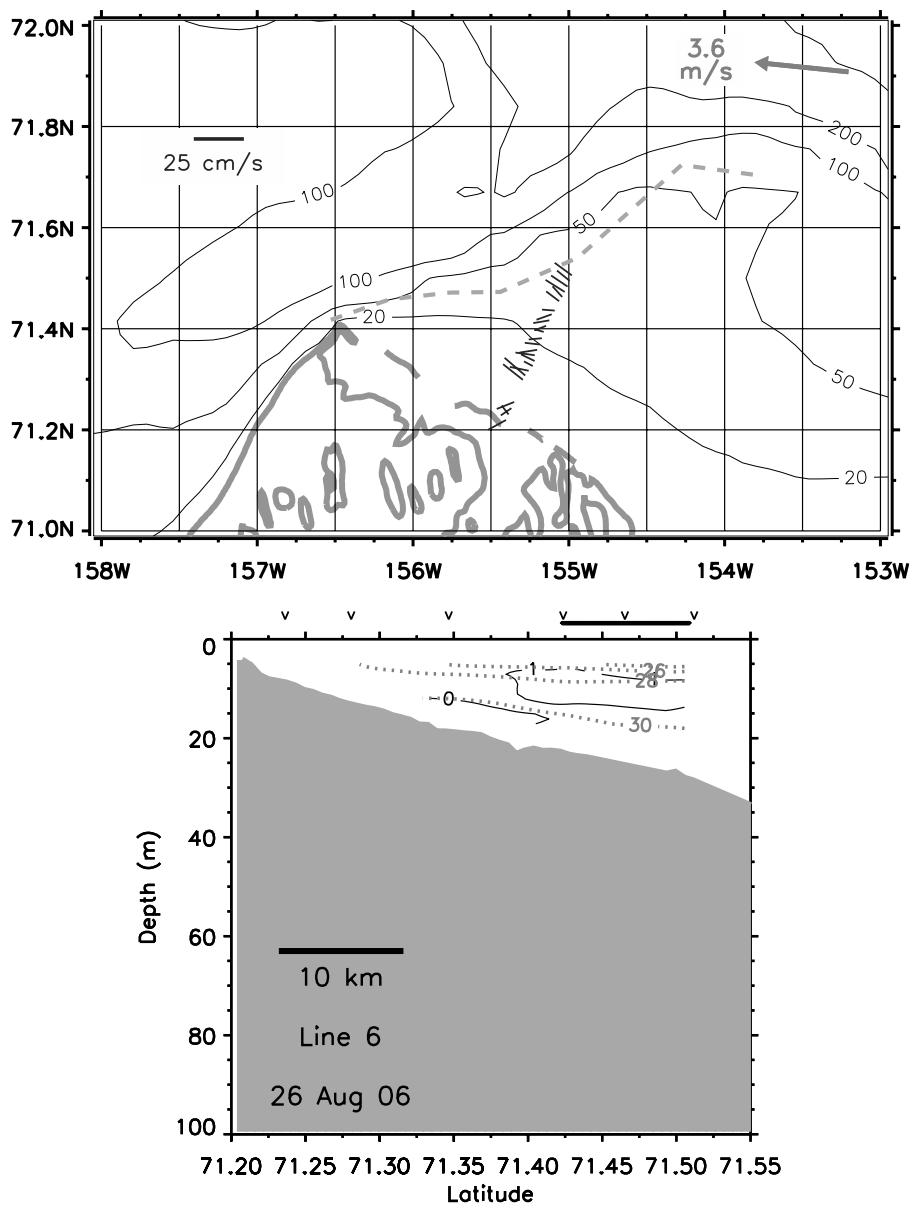 72.0N
3.6
m/s
71.8N
200
25 cm/s
100
100
71.6N
50
100
71.4N
20
50
71.2N
20
71.0N
158W 157W 156W 155W 154W 153W
v v v v v v
0
1 26
28
0
30
20
40
Depth (m)
60
10 km
80
Line 6
26 Aug 06
100
71.20 71.25 71.30 71.35 71.40 71.45 71.50 71.55
Latitude